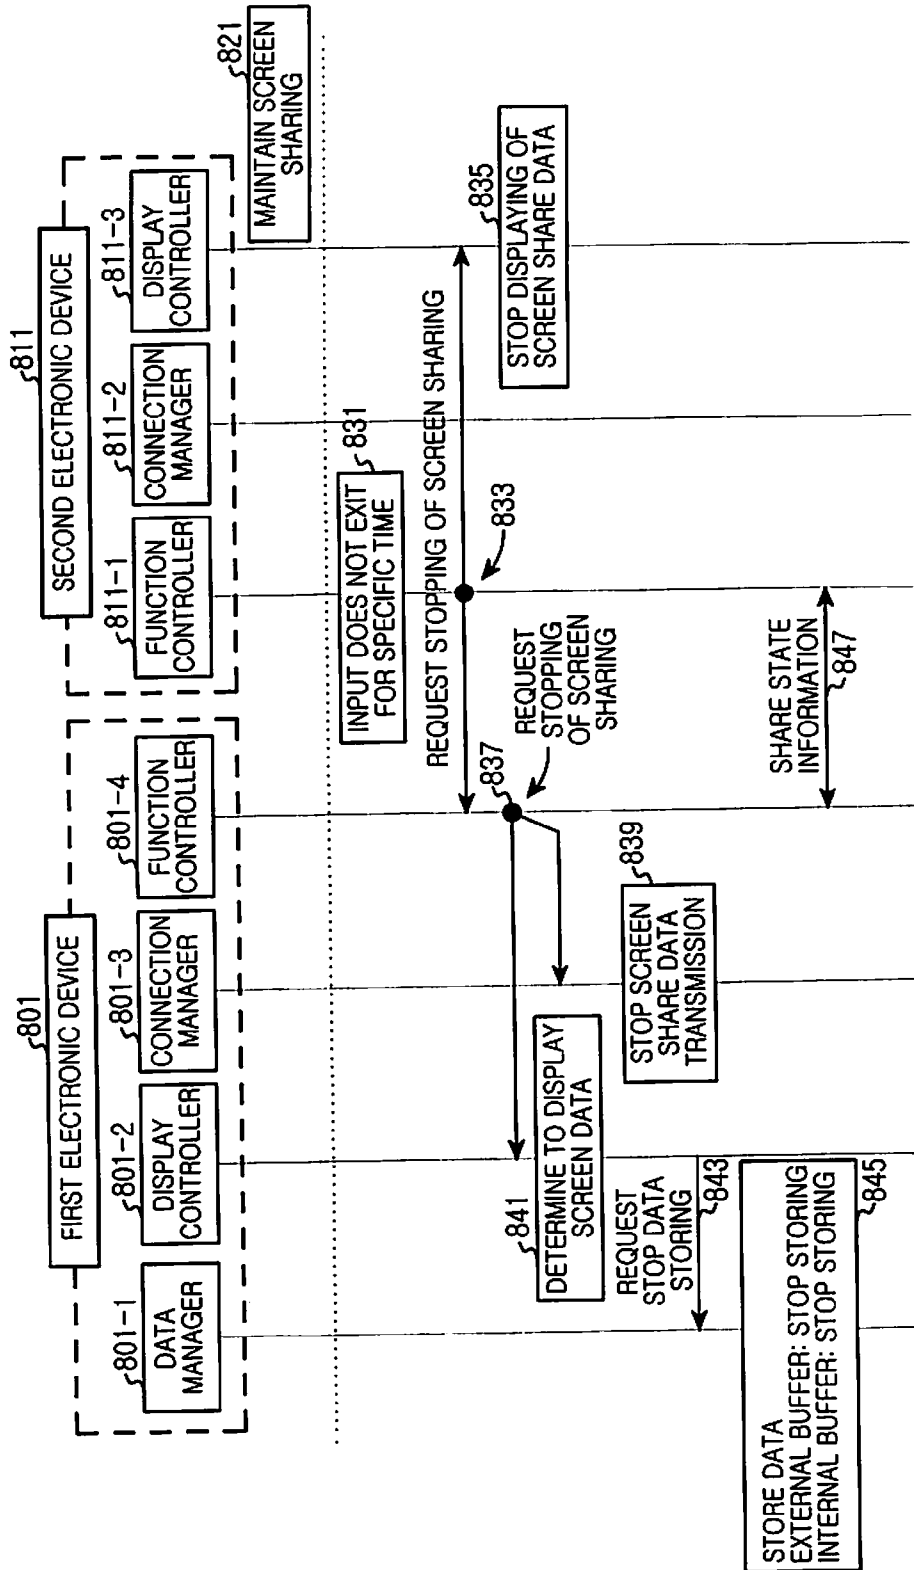 801
FIRST ELECTRONIC DEVICE
801-1
DATA
MANAGER
801-2
DISPLAY
CONTROLLER
801-3
CONNECTION
MANAGER
801-4
FUNCTION
CONTROLLER
811
SECOND ELECTRONIC DEVICE
811-1
FUNCTION
CONTROLLER
811-2
CONNECTION
MANAGER
811-3
DISPLAY
CONTROLLER
821
MAINTAIN SCREEN
SHARING
831
INPUT DOES NOT EXIT
FOR SPECIFIC TIME
REQUEST STOPPING OF SCREEN SHARING
833
835
STOP DISPLAYING OF
SCREEN SHARE DATA
837
REQUEST
STOPPING
OF SCREEN
SHARING
839
STOP SCREEN
SHARE DATA
TRANSMISSION
841
DETERMINE TO DISPLAY
SCREEN DATA
REQUEST
STOP DATA
STORING
843
845
STORE DATA
EXTERNAL BUFFER: STOP STORING
INTERNAL BUFFER: STOP STORING
SHARE STATE
INFORMATION
847